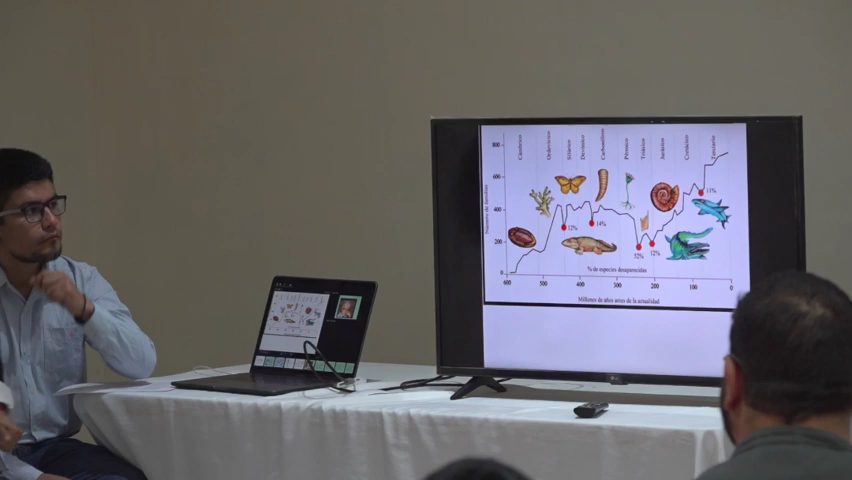 Cámbrico
Ordovícico
Silúrico
Devónico
Carbonífero
Pérmico
Triásico
Jurásico
Cretácico
Terciario
Número de familias
800
600
400
200
0
12%
14%
52%
12%
11%
% de especies desaparecidas
600
500
400
300
200
100
0
Millones de años antes de la actualidad.
LG